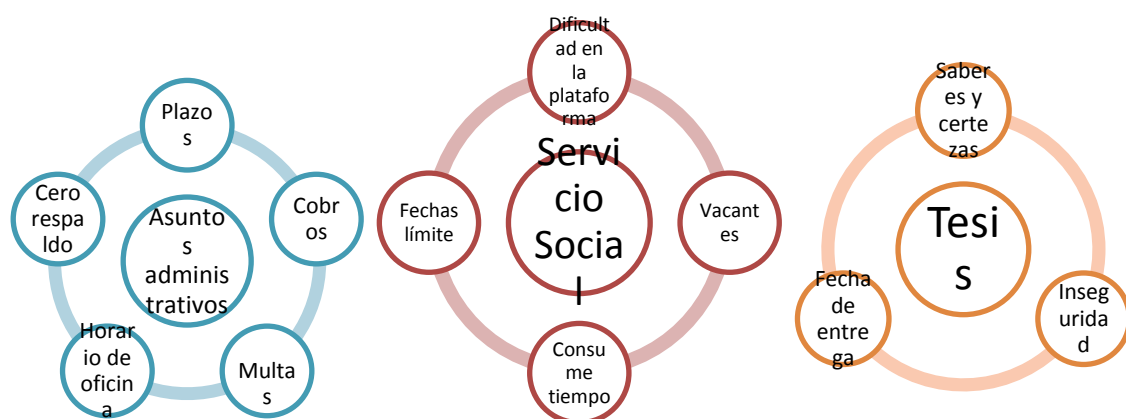 Plazo
s
Cobr
os
Multa
s
Horar
io de
oficin
a
Cero
respa
ldo
Asunto
s
adminis
trativos
Dificult
ad en
la
platafo
rma
Vacant
es
Consu
me
tiempo
Fechas
límite
Servi
cio
Socia
l
Saber
es y
certe
zas
Inseg
urida
d
Fecha
de
entre
ga
Tesi
s